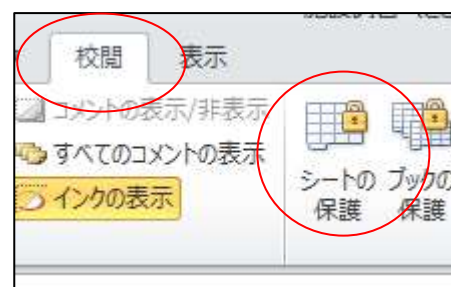 校閲 表示
コメントの表示/非表示
すべてのコメントの表示
インクの表示
シートの保護
ブックの保護